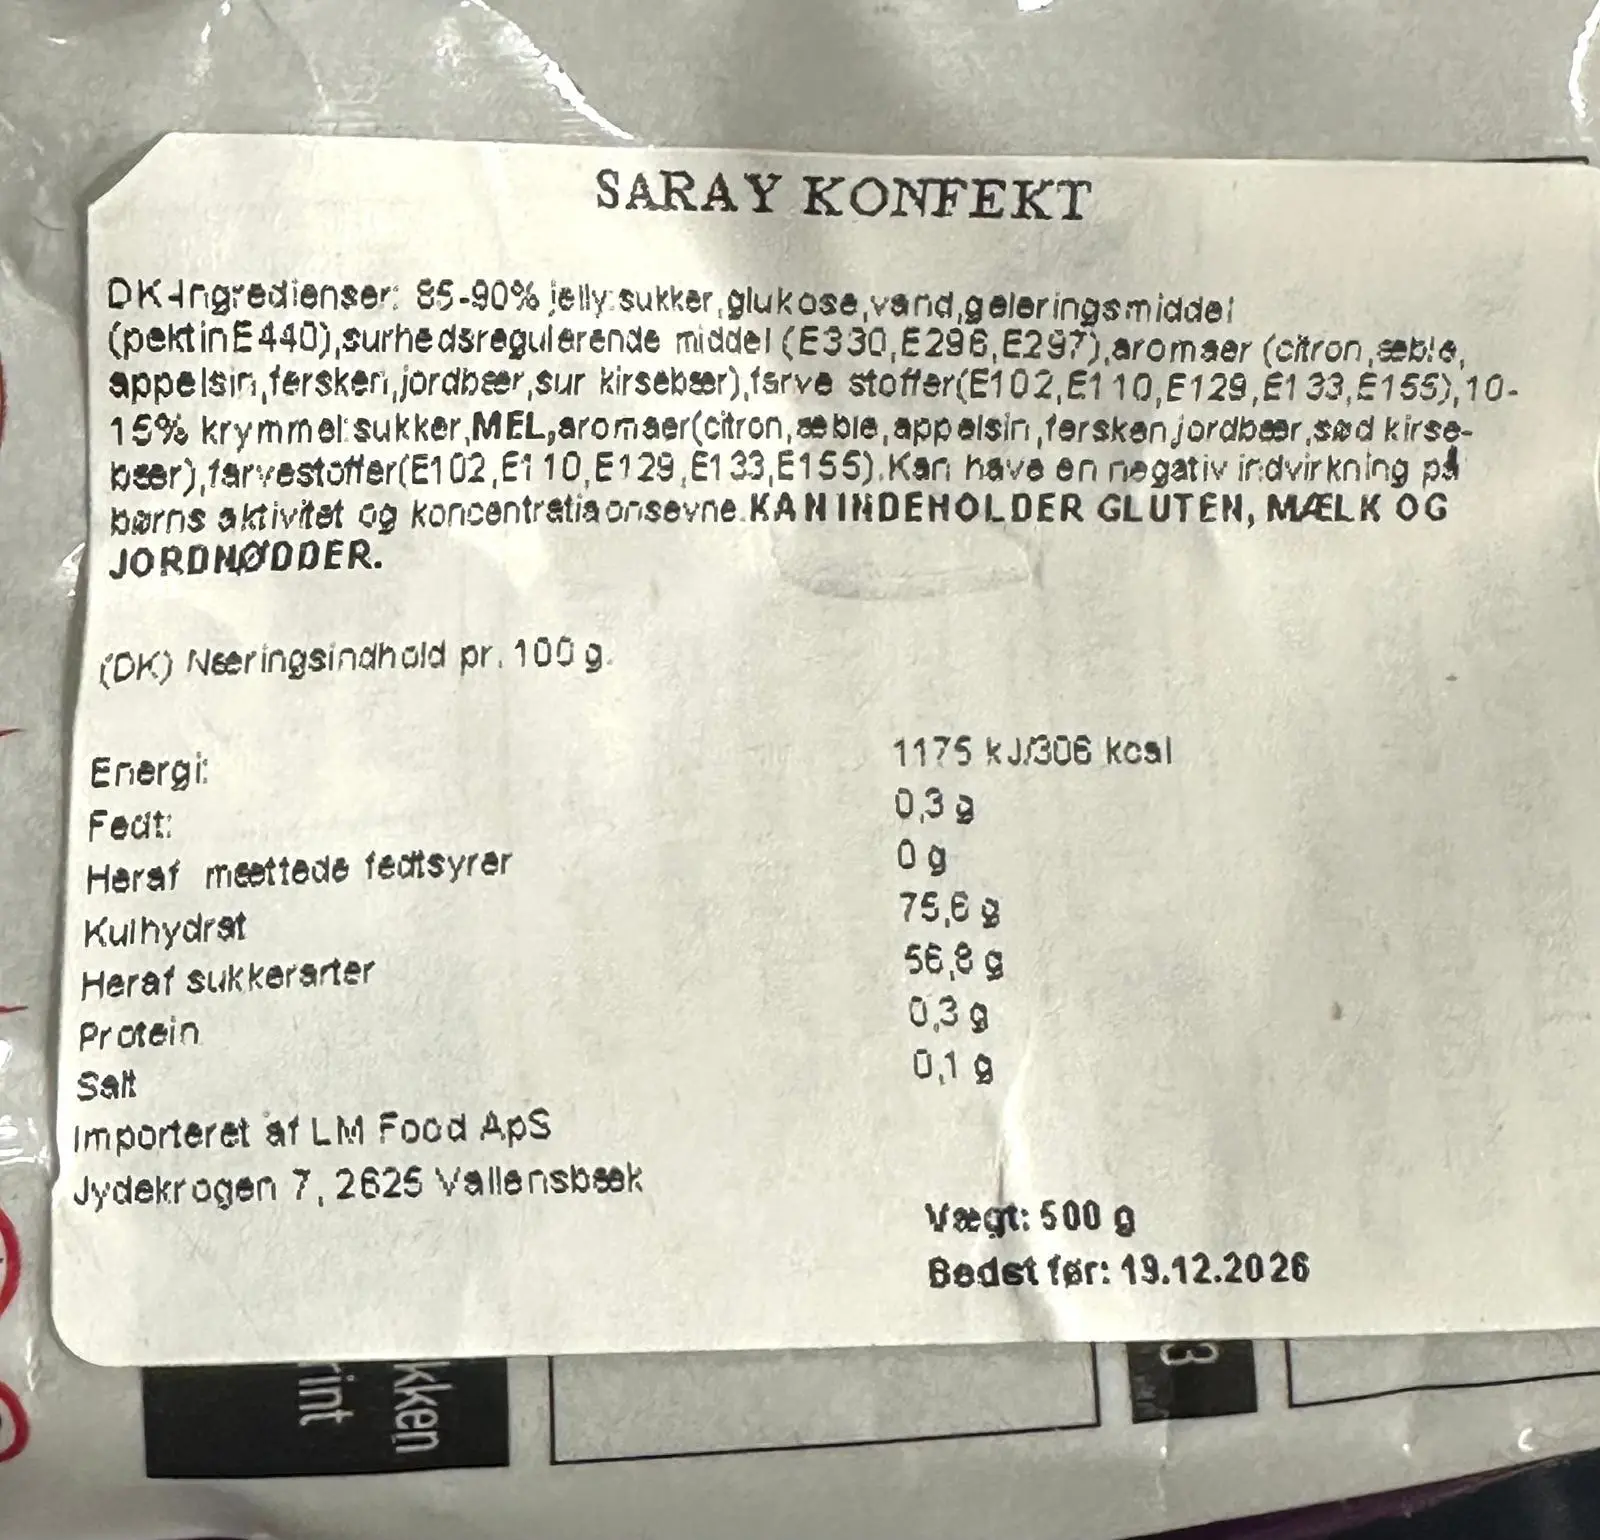 SARAY KONFEKT
DK-Ingredienser: 85-90% jelly:sukker,glukose,vand,geleringsmiddel
(pektinE440),surhedsregulerende middel (E330,E296,E297),aromaer (citron,æble,
appelsin,fersken,jordbær,sur kirsebær),farve stoffer(E102,E110,E129,E133,E155),10-
15% krymmel:sukker,MEL,aromaer(citron,æble,appelsin,fersken,jordbær,sød kirse-
bær),farvestoffer(E102,E110,E129,E133,E155).Kan have en negativ indvirkning på
børns aktivitet og koncentratiaonsevne.KAN INDEHOLDER GLUTEN, MÆLK OG
JORDNØDDER.
(DK) Næringsindhold pr. 100 g.
Energi: 1175 kJ/306 kcal
Fedt: 0,3 g
Heraf mættede fedtsyrer 0 g
Kulhydrat 75,6 g
Heraf sukkerarter 56,8 g
Protein 0,3 g
Salt 0,1 g
Importeret af LM Food ApS
Jydekrogen 7, 2625 Vallensbæk
Vægt: 500 g
Bedst før: 19.12.2026
kken
rint
3